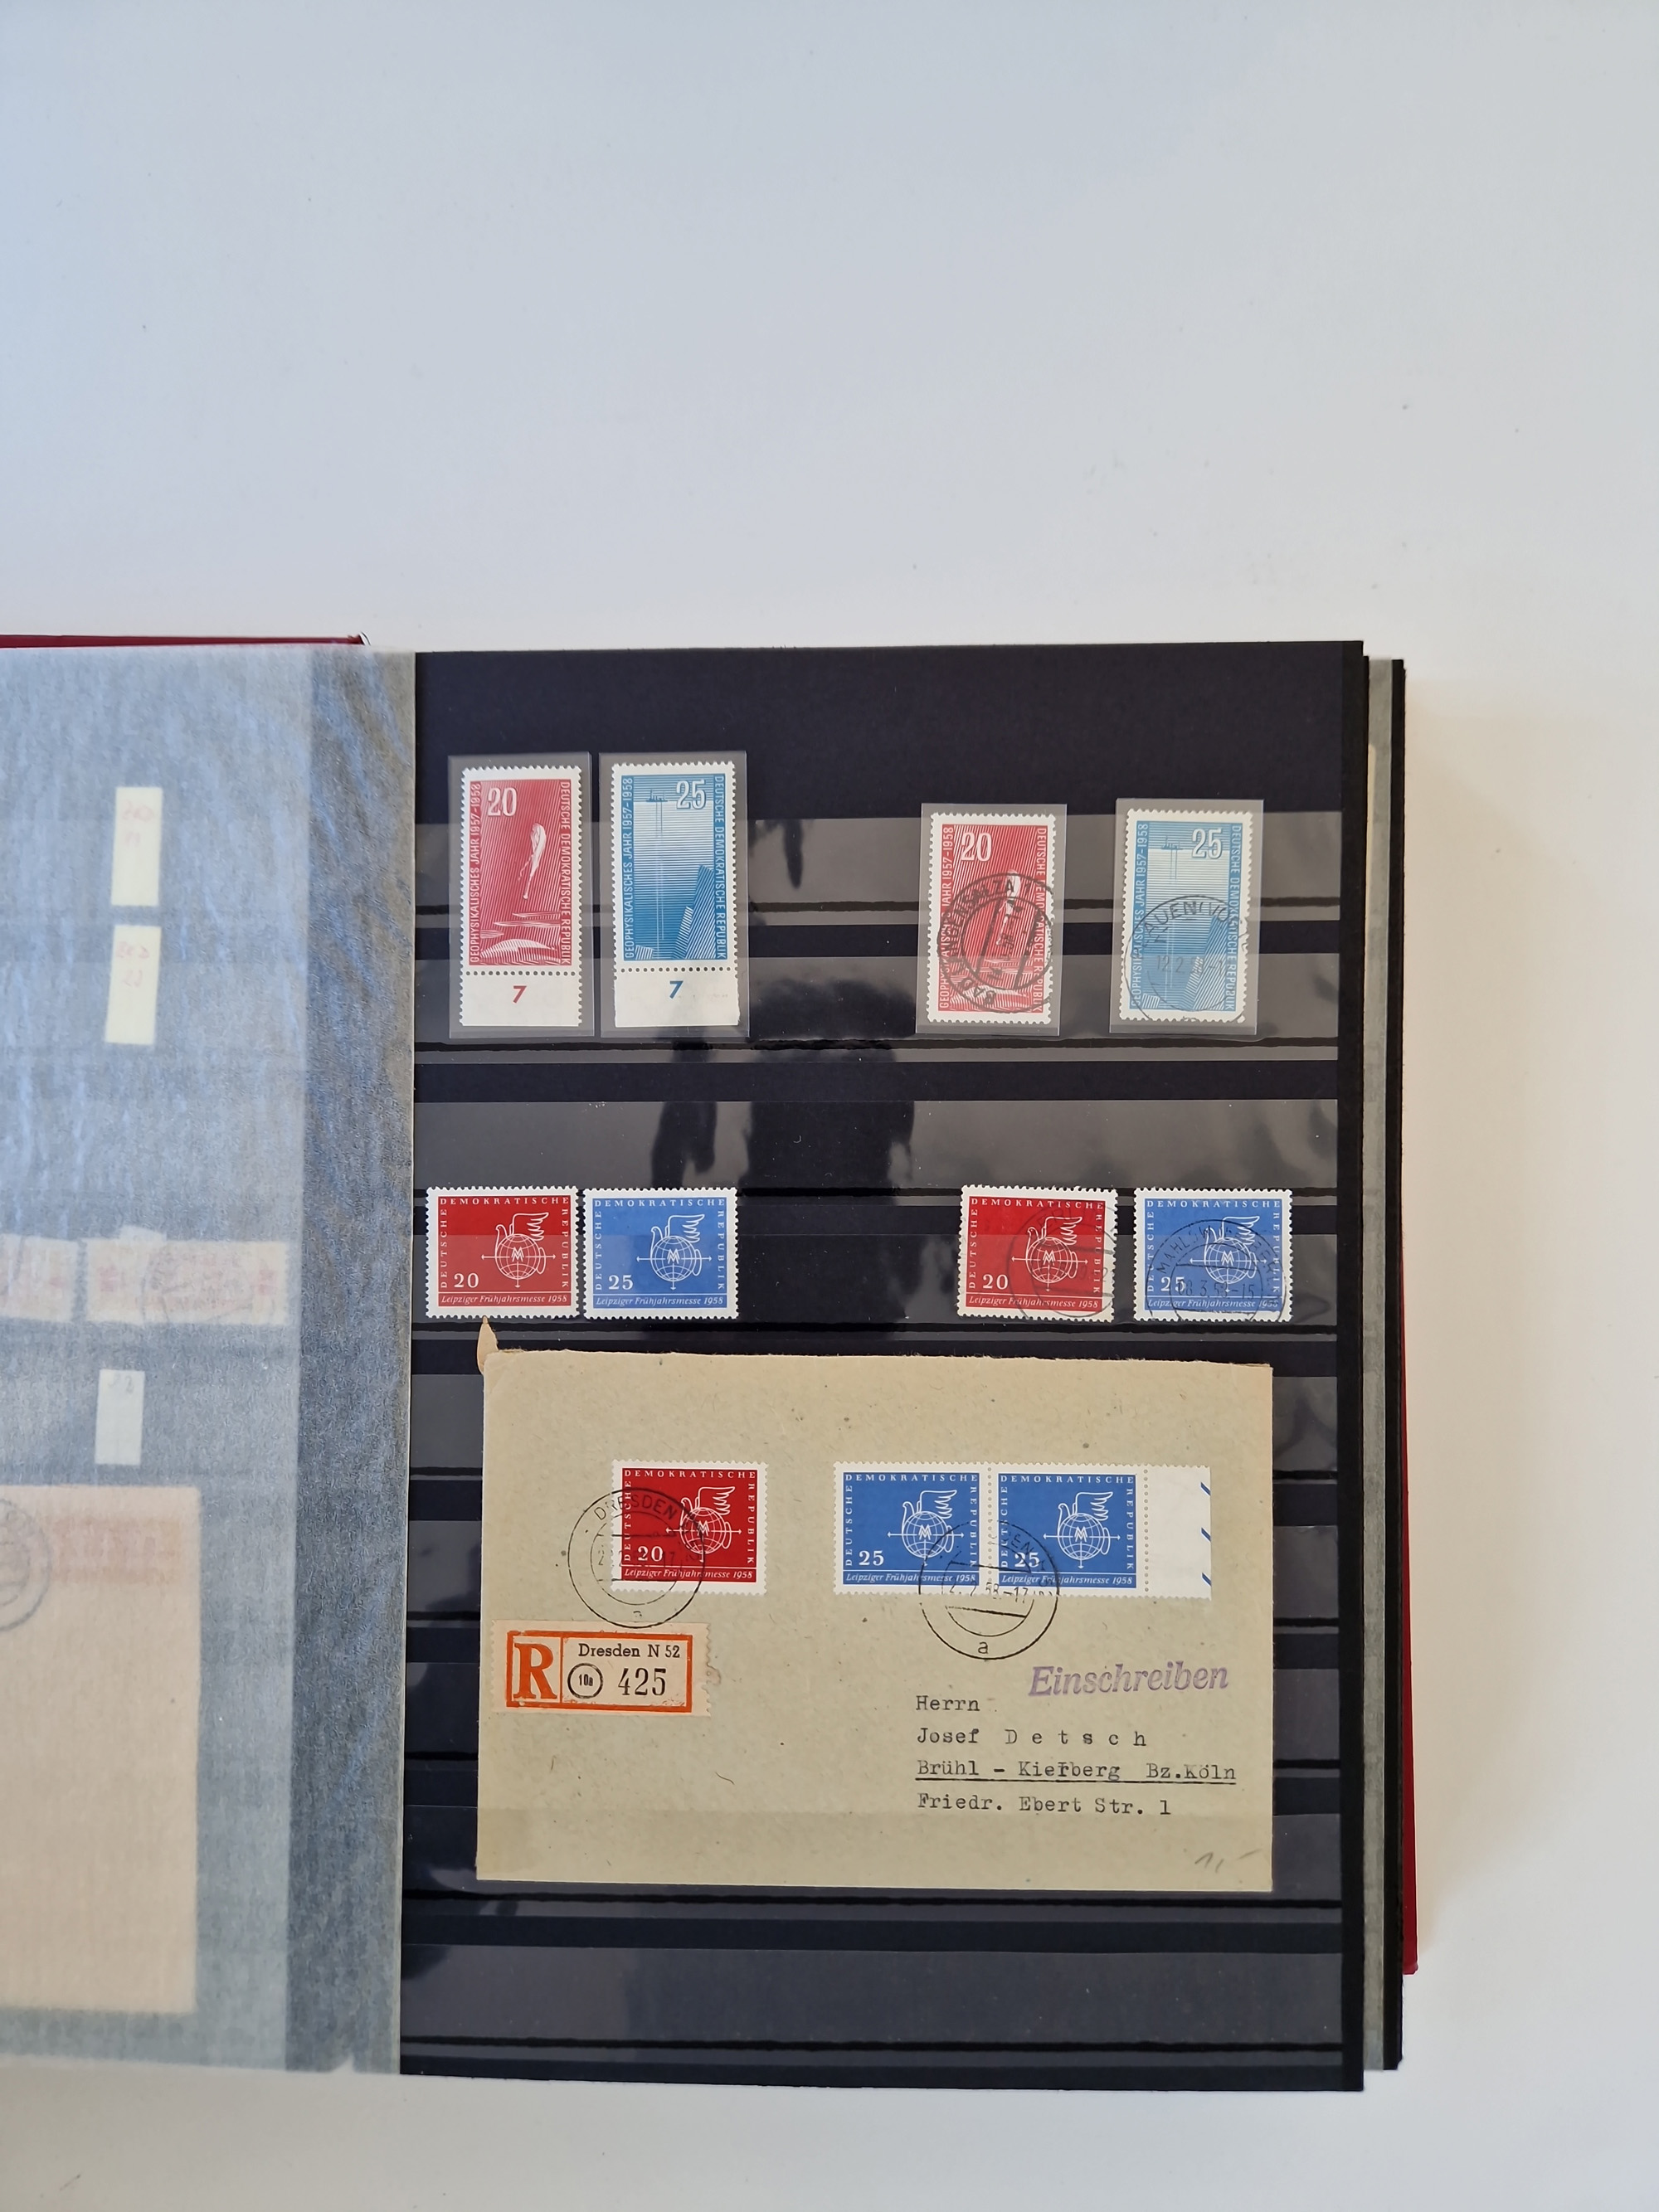 20
GEOPHYSIKALISCHES JAHR 1957-1958
DEUTSCHE DEMOKRATISCHE REPUBLIK
7
25
GEOPHYSIKALISCHES JAHR 1957-1958
DEUTSCHE DEMOKRATISCHE REPUBLIK
7
20
GEOPHYSIKALISCHES JAHR 1957-1958
DEUTSCHE DEMOKRATISCHE REPUBLIK
BAD LANGENSALZA
25
GEOPHYSIKALISCHES JAHR 1957-1958
DEUTSCHE DEMOKRATISCHE REPUBLIK
DEUTSCHE
DEMOKRATISCHE
REPUBLIK
M
20
Leipziger Frühjahrsmesse 1958
DEUTSCHE
DEMOKRATISCHE
REPUBLIK
M
25
Leipziger Frühjahrsmesse 1958
DEUTSCHE
DEMOKRATISCHE
REPUBLIK
M
20
Leipziger Frühjahrsmesse 1958
DEUTSCHE
DEMOKRATISCHE
REPUBLIK
M
25
Leipziger Frühjahrsmesse 1958
DEUTSCHE
DEMOKRATISCHE
REPUBLIK
M
20
Leipziger Frühjahrsmesse 1958
DRESDEN
a
DEUTSCHE
DEMOKRATISCHE
REPUBLIK
M
25
Leipziger Frühjahrsmesse 1958
DEUTSCHE
DEMOKRATISCHE
REPUBLIK
M
25
Leipziger Frühjahrsmesse 1958
a
R
Dresden N 52
10a 425
Einschreiben
Herrn
Josef D e t s c h
Brühl - Kierberg Bz.Köln
Friedr. Ebert Str. 1